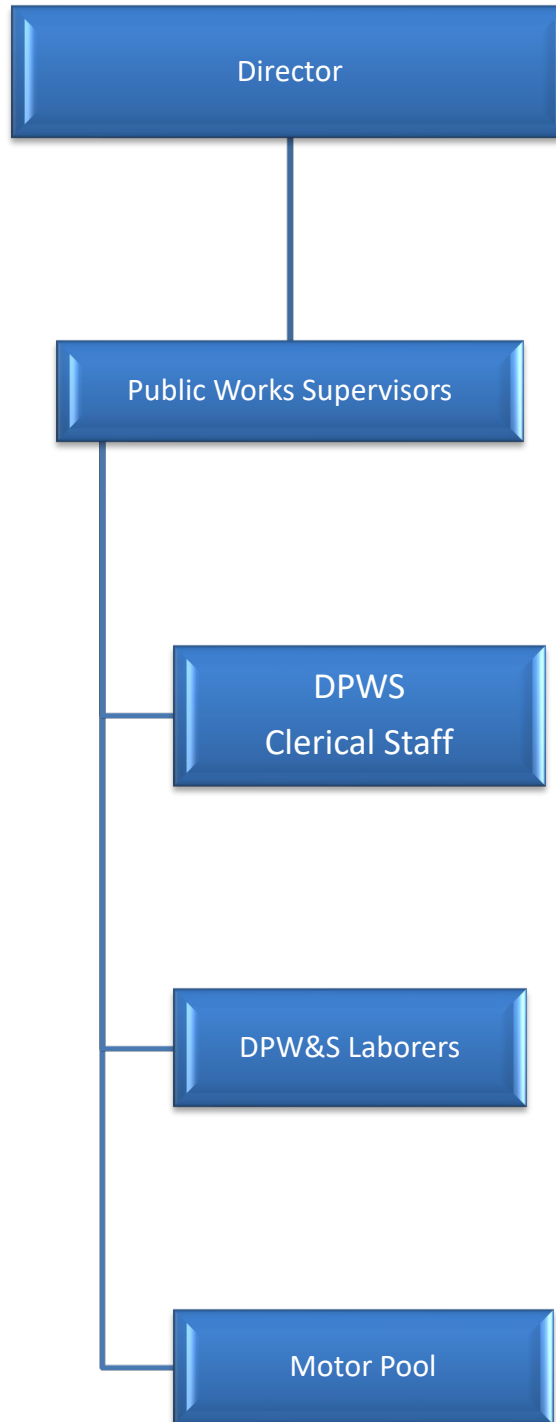 Director
Public Works Supervisors
DPWS
Clerical Staff
DPW&S Laborers
Motor Pool